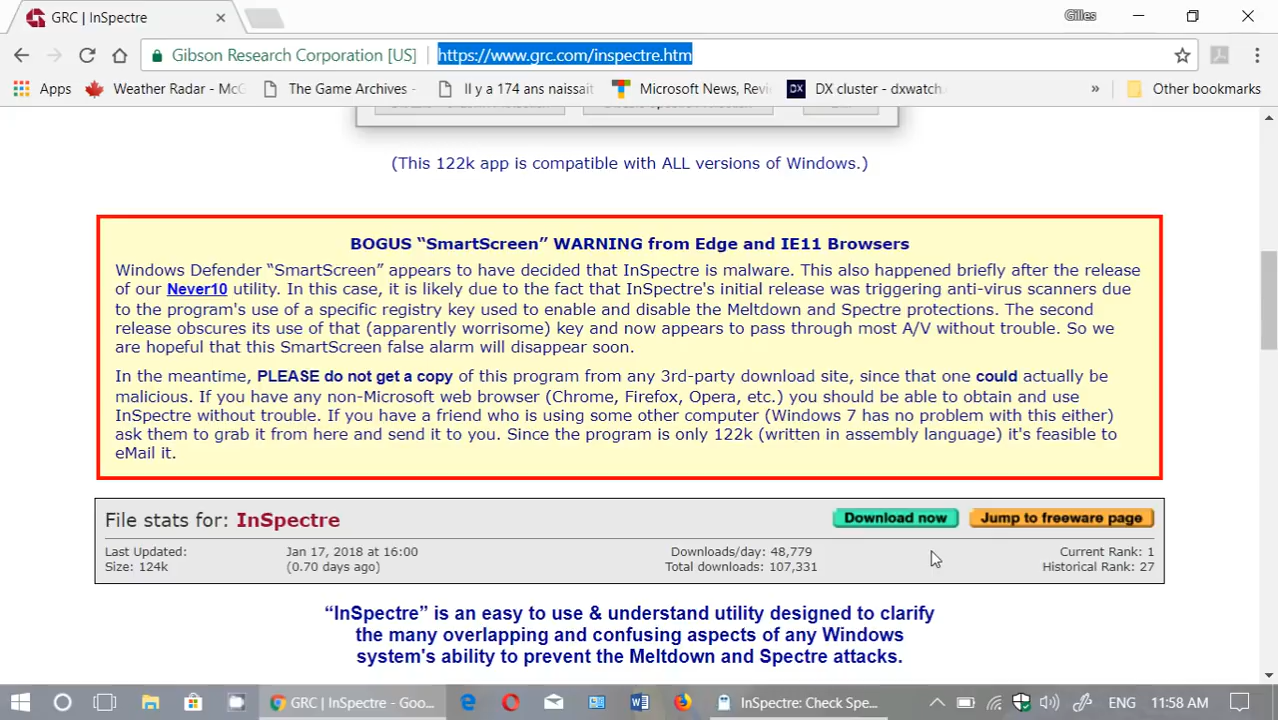 GRC | InSpectre
Gilles
Gibson Research Corporation [US]
https://www.grc.com/inspectre.htm
Apps
Weather Radar - McG
The Game Archives -
Il y a 174 ans naissait
Microsoft News, Revi
DX
DX cluster - dxwatch.
»
Other bookmarks
(This 122k app is compatible with ALL versions of Windows.)
BOGUS “SmartScreen” WARNING from Edge and IE11 Browsers
Windows Defender “SmartScreen” appears to have decided that InSpectre is malware. This also happened briefly after the release
of our Never10 utility. In this case, it is likely due to the fact that InSpectre's initial release was triggering anti-virus scanners due
to the program's use of a specific registry key used to enable and disable the Meltdown and Spectre protections. The second
release obscures its use of that (apparently worrisome) key and now appears to pass through most A/V without trouble. So we
are hopeful that this SmartScreen false alarm will disappear soon.
In the meantime, PLEASE do not get a copy of this program from any 3rd-party download site, since that one could actually be
malicious. If you have any non-Microsoft web browser (Chrome, Firefox, Opera, etc.) you should be able to obtain and use
InSpectre without trouble. If you have a friend who is using some other computer (Windows 7 has no problem with this either)
ask them to grab it from here and send it to you. Since the program is only 122k (written in assembly language) it's feasible to
eMail it.
File stats for: InSpectre
Download now
Jump to freeware page
Last Updated:
Jan 17, 2018 at 16:00
Downloads/day: 48,779
Current Rank: 1
Size: 124k
(0.70 days ago)
Total downloads: 107,331
Historical Rank: 27
“InSpectre” is an easy to use & understand utility designed to clarify
the many overlapping and confusing aspects of any Windows
system's ability to prevent the Meltdown and Spectre attacks.
GRC | InSpectre - Goo...
InSpectre: Check Spe...
ENG
11:58 AM